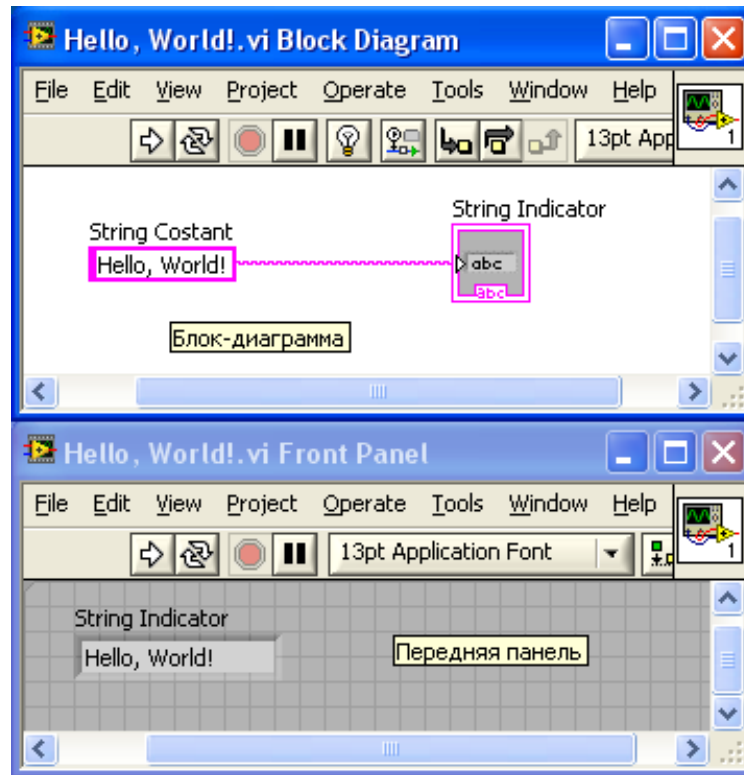 Hello, World!.vi Block Diagram
File Edit View Project Operate Tools Window Help
13pt App
1
String Indicator
String Costant
Hello, World!
abc
abc
Блок-диаграмма
Hello, World!.vi Front Panel
File Edit View Project Operate Tools Window Help
13pt Application Font
1
String Indicator
Hello, World!
Передняя панель